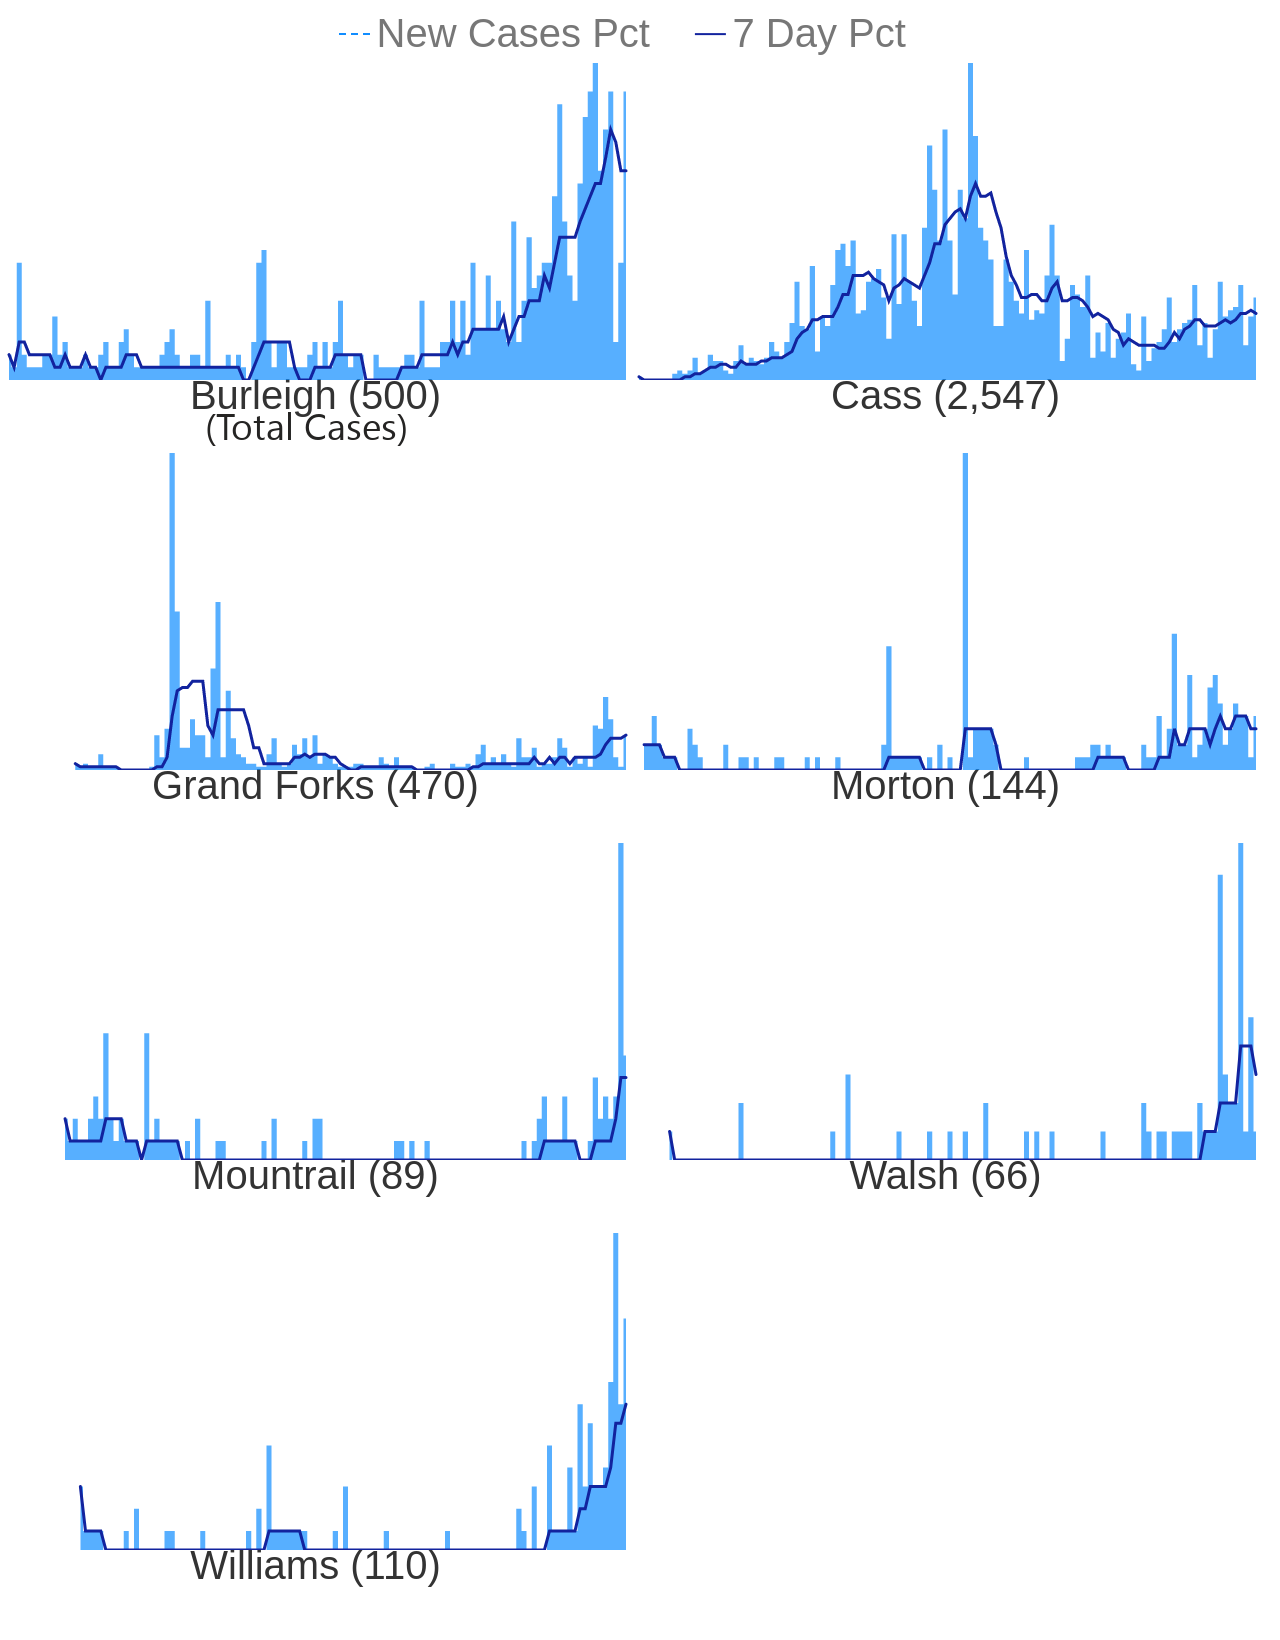 New Cases Pct 7 Day Pct
Burleigh (500) Cass (2,547)
(Total Cases)
Grand Forks (470) Morton (144)
Mountrail (89) Walsh (66)
Williams (110)